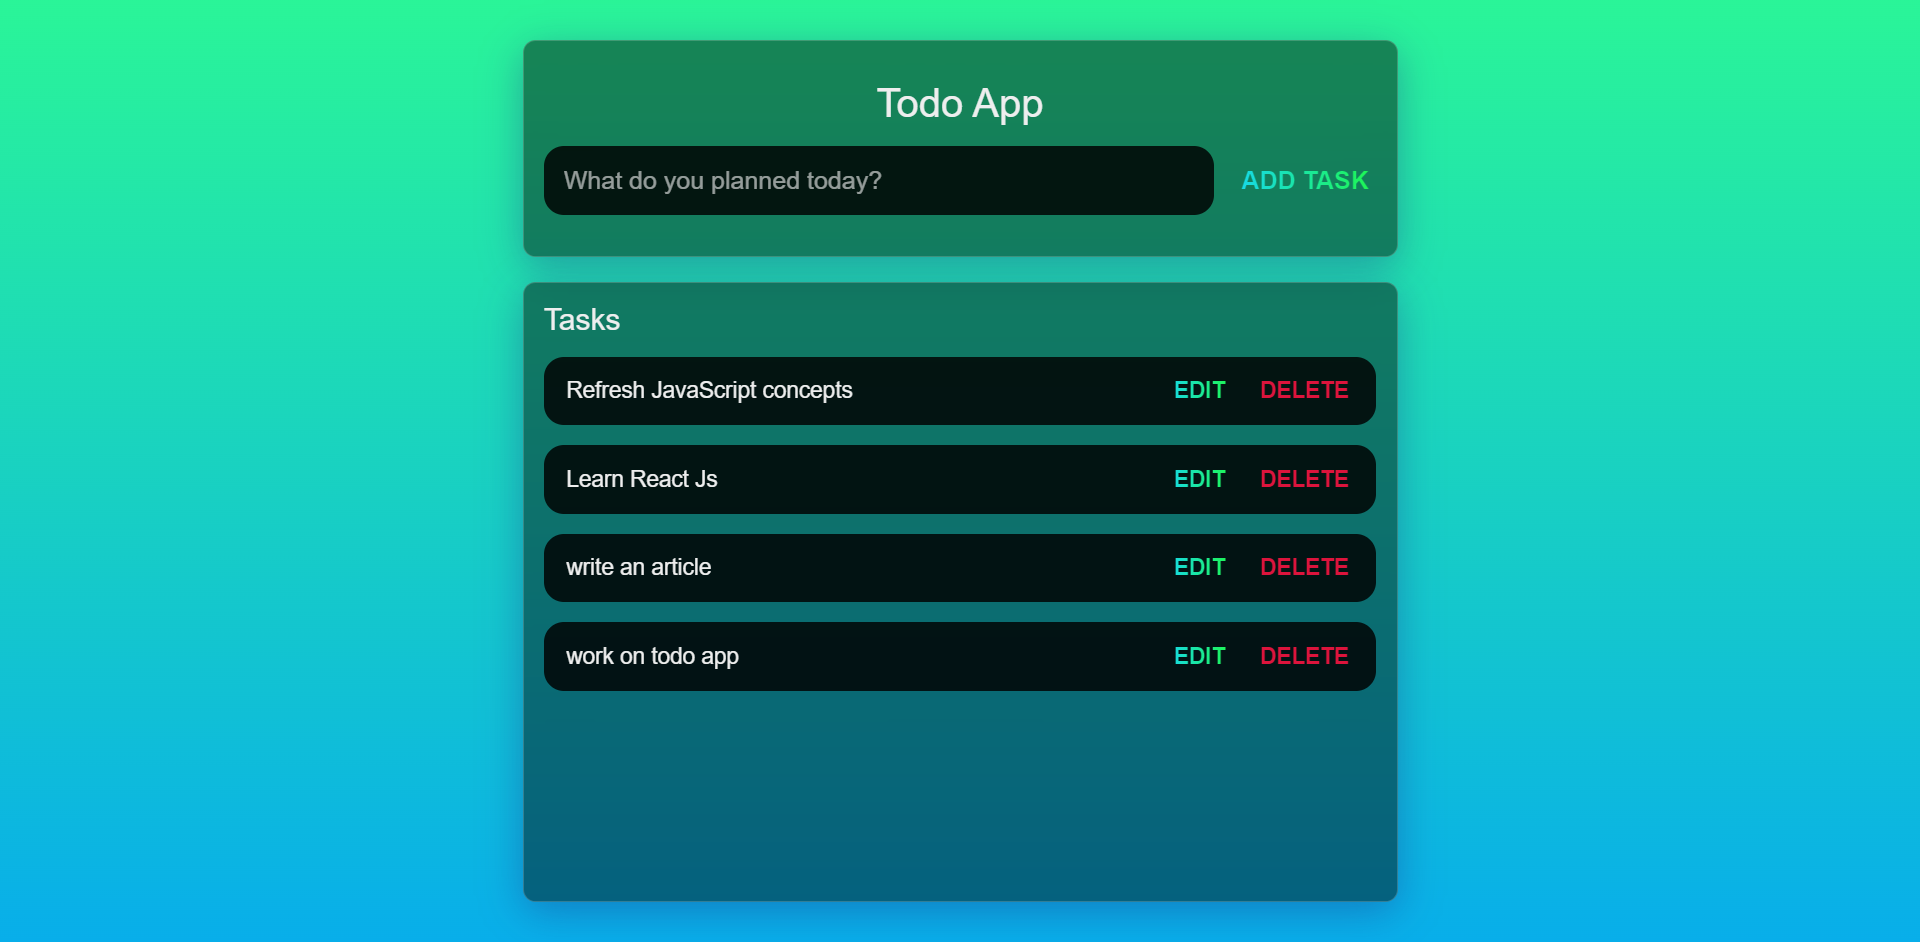 Todo App
What do you planned today? ADD TASK
Tasks
Refresh JavaScript concepts EDIT DELETE
Learn React Js EDIT DELETE
write an article EDIT DELETE
work on todo app EDIT DELETE